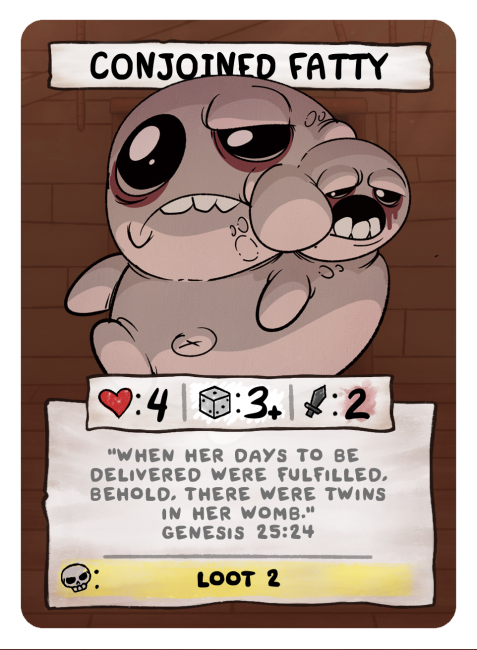 CONJOINED FATTY
:4 :3+ :2
"WHEN HER DAYS TO BE
DELIVERED WERE FULFILLED,
BEHOLD, THERE WERE TWINS
IN HER WOMB."
GENESIS 25:24
: LOOT 2